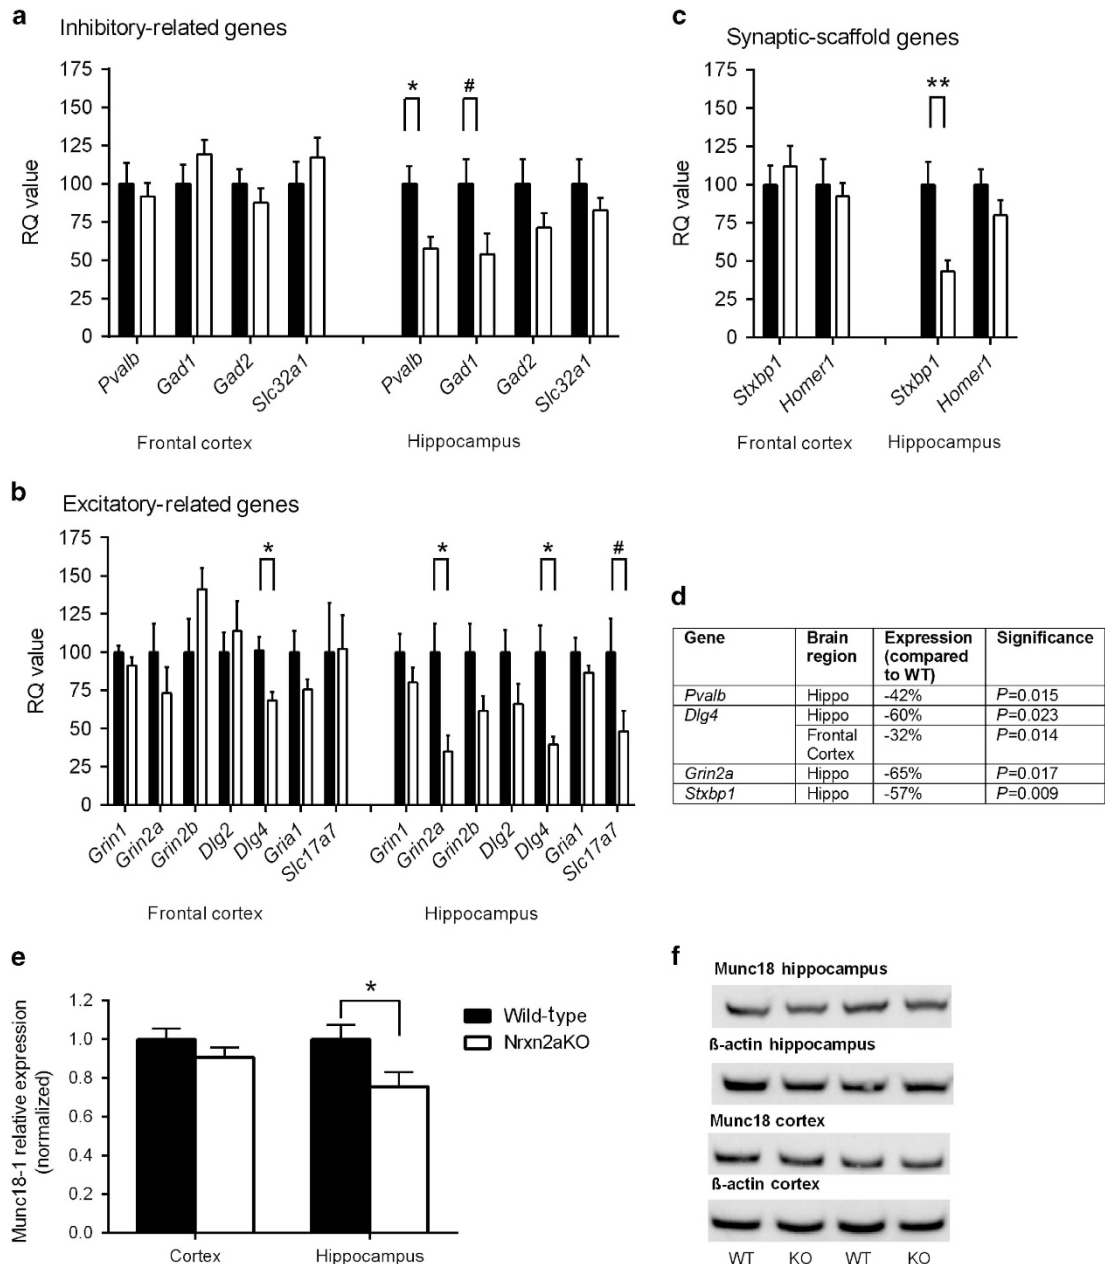 a
Inhibitory-related genes
175
150
125
100
75
50
25
0
RQ value
*
#
Pvalb Gad1 Gad2 Slc32a1 Pvalb Gad1 Gad2 Slc32a1
Frontal cortex Hippocampus
c
Synaptic-scaffold genes
175
150
125
100
75
50
25
0
RQ value
**
Stxbp1 Homer1 Stxbp1 Homer1
Frontal cortex Hippocampus
b
Excitatory-related genes
175
150
125
100
75
50
25
0
RQ value
* * * #
Grin1 Grin2a Grin2b Dlg2 Dlg4 Gria1 Slc17a7 Grin1 Grin2a Grin2b Dlg2 Dlg4 Gria1 Slc17a7
Frontal cortex Hippocampus
d
Gene Brain region Expression (compared to WT) Significance
Pvalb Hippo -42% P=0.015
Dlg4 Hippo -60% P=0.023
Frontal Cortex -32% P=0.014
Grin2a Hippo -65% P=0.017
Stxbp1 Hippo -57% P=0.009
e
1.2
1.0
0.8
0.6
0.4
0.2
0.0
Munc18-1 relative expression
(normalized)
*
Cortex Hippocampus
Wild-type
Nrxn2aKO
f
Munc18 hippocampus
ß-actin hippocampus
Munc18 cortex
ß-actin cortex
WT KO WT KO